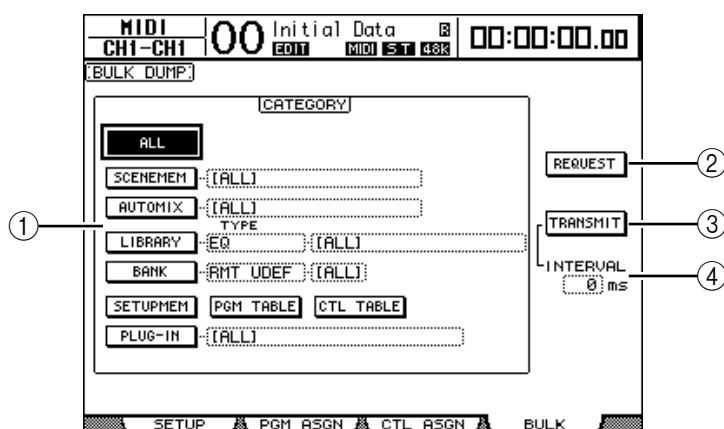 MIDI
CH1-CH1
00 Initial Data R
EDIT MIDI ST 48k
00:00:00.00
BULK DUMP
CATEGORY
ALL
SCENEMEM [ALL]
AUTOMIX [ALL]
TYPE
LIBRARY EQ [ALL]
BANK RMT UDEF [ALL]
SETUPMEM PGM TABLE CTL TABLE
PLUG-IN [ALL]
REQUEST
TRANSMIT
INTERVAL
0 ms
1
2
3
4
SETUP PGM ASGN CTL ASGN BULK